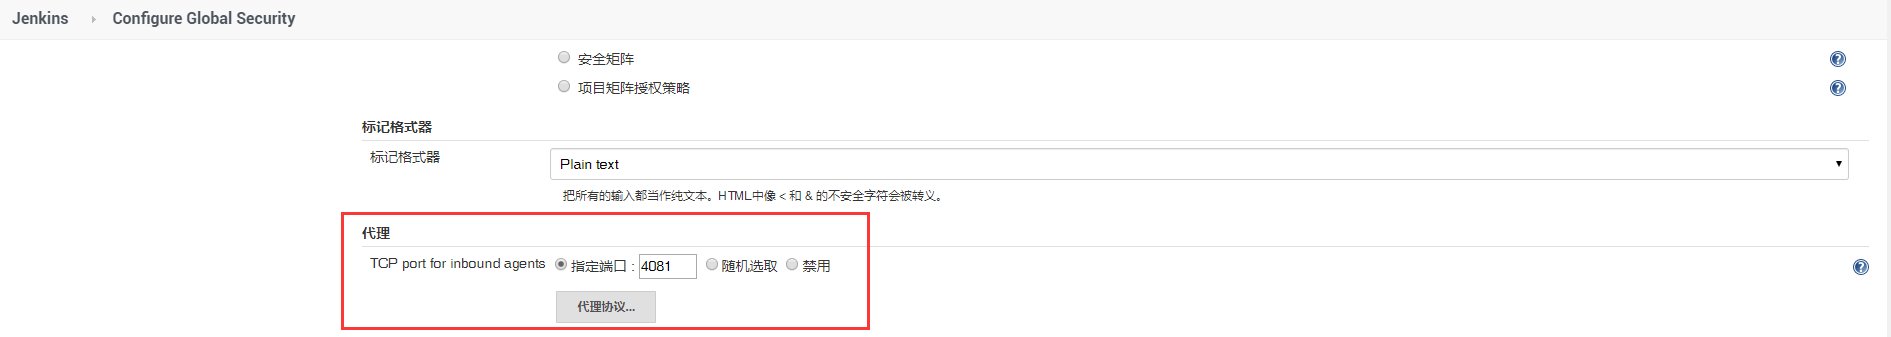 Jenkins Configure Global Security
安全矩阵
项目矩阵授权策略
标记格式器
标记格式器 Plain text
把所有的输入都当作纯文本。HTML中像 < 和 & 的不安全字符会被转义。
代理
TCP port for inbound agents 指定端口 : 4081 随机选取 禁用
代理协议...